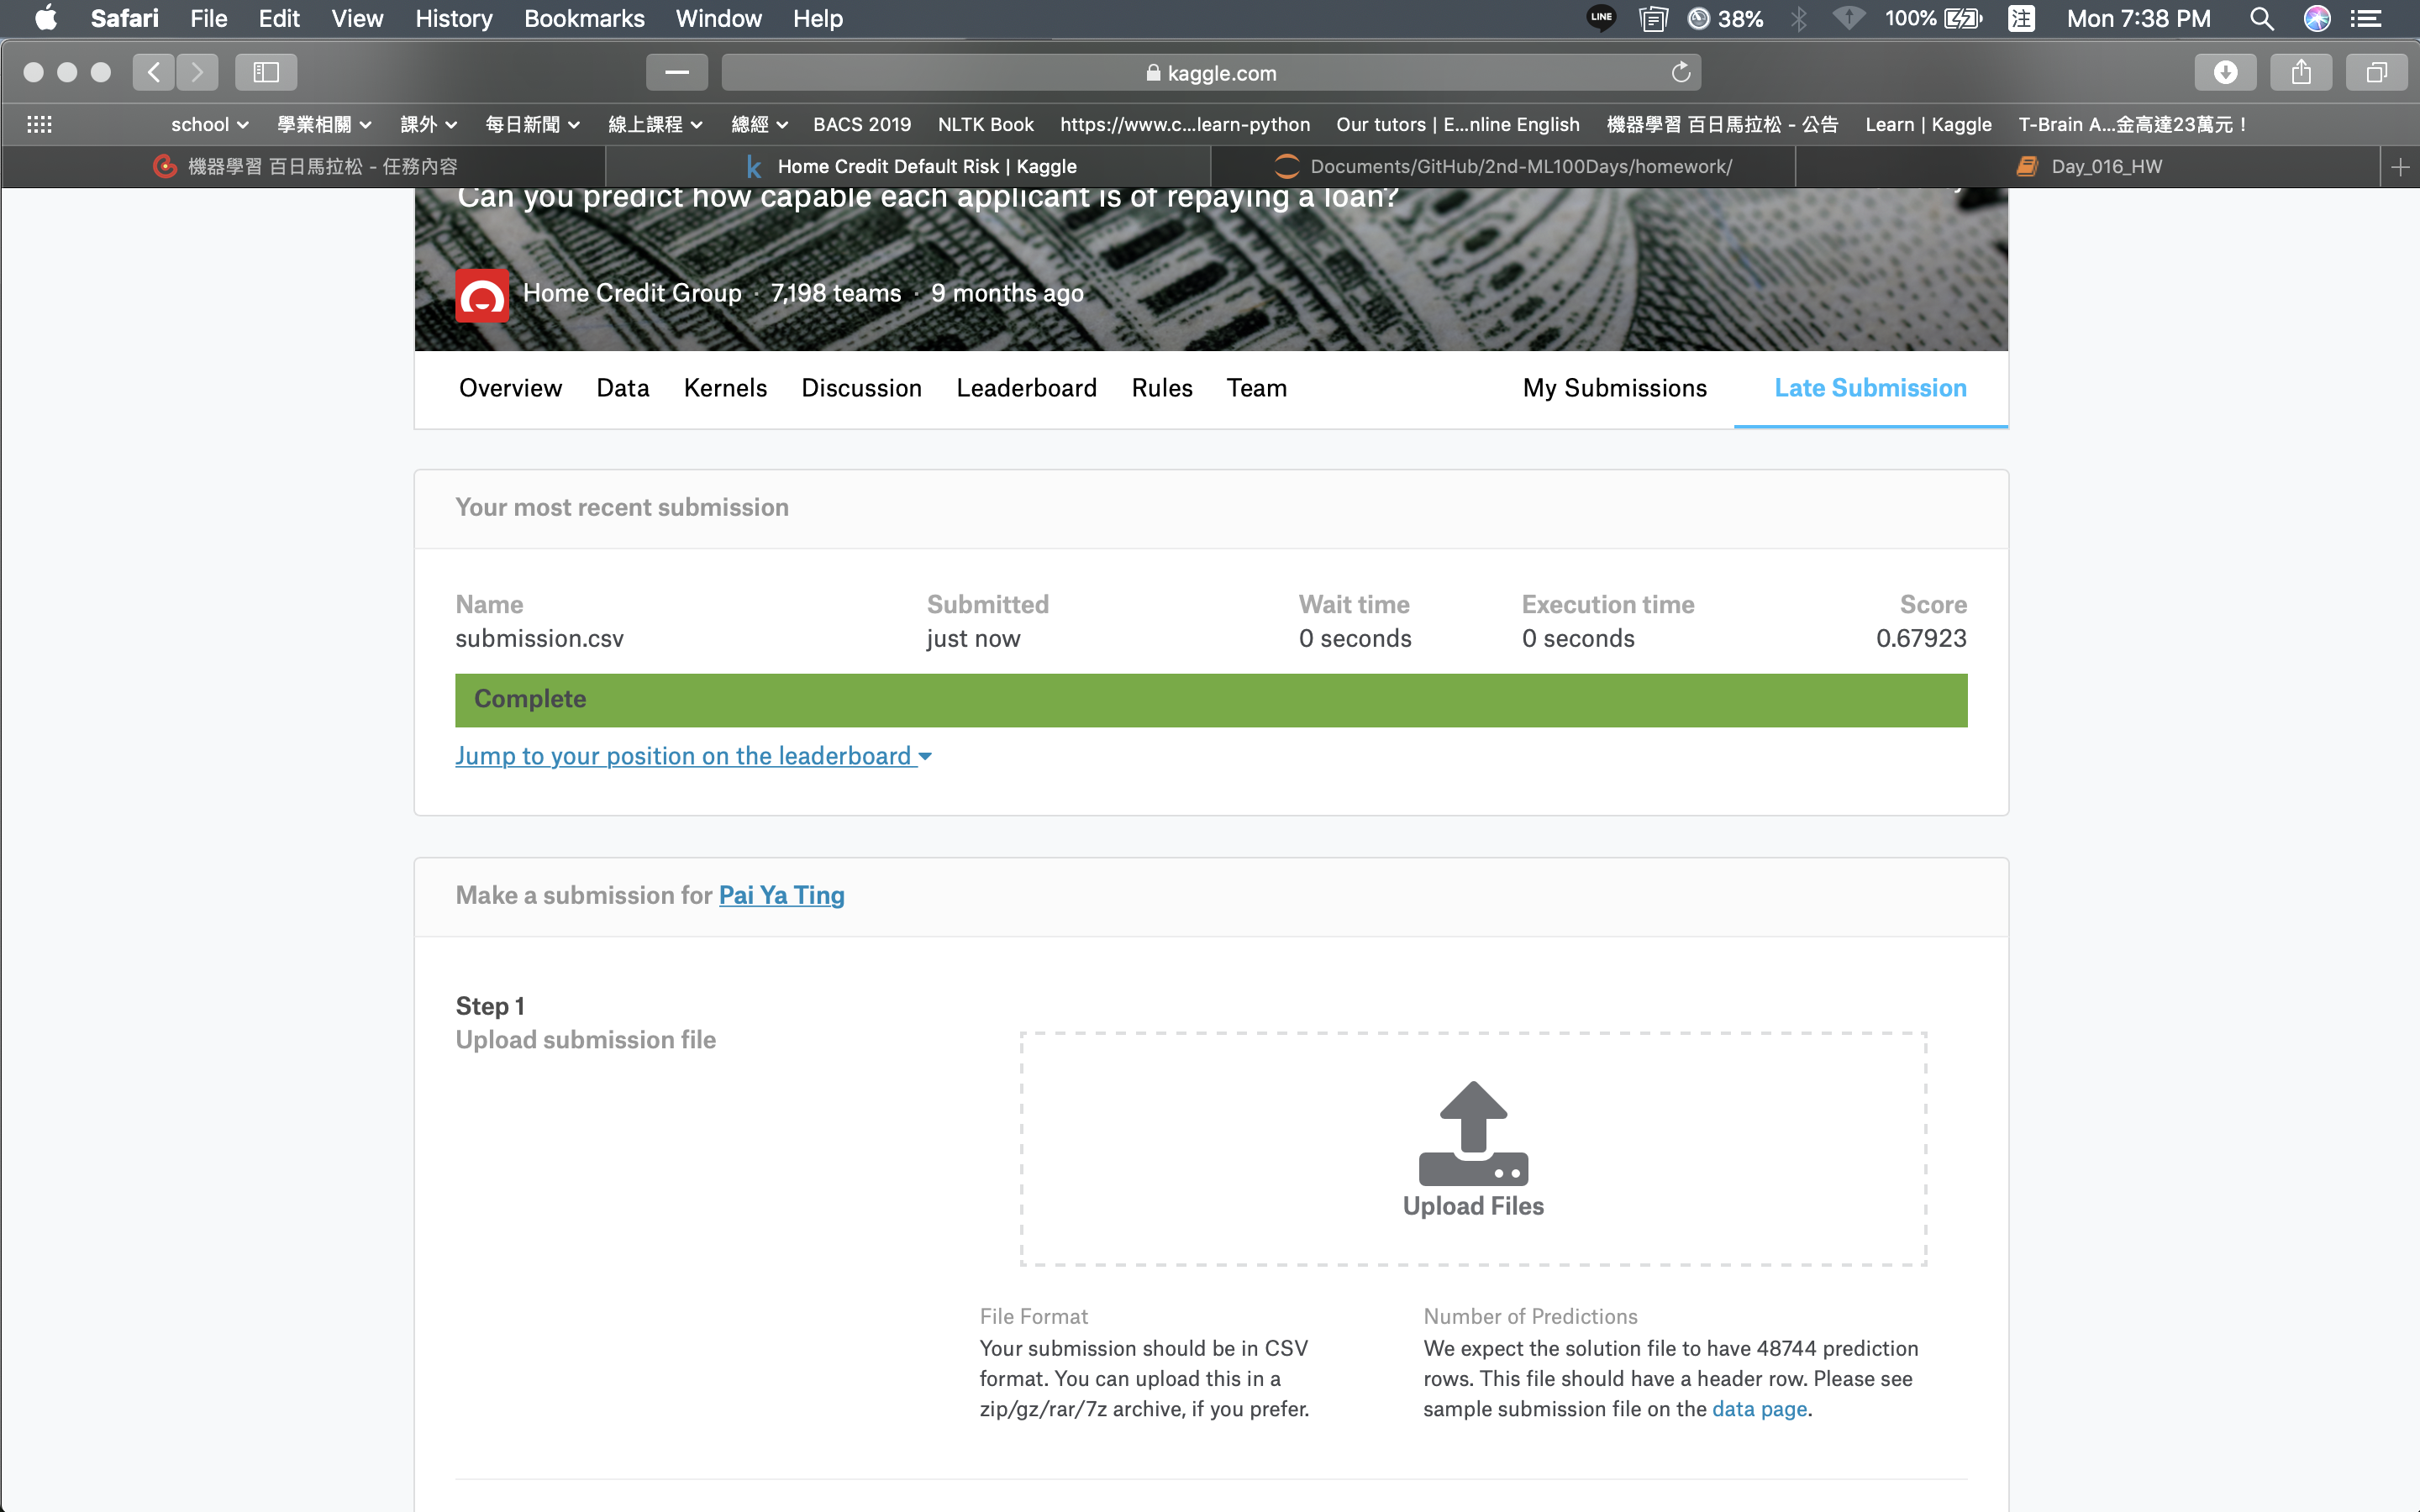 Safari File Edit View History Bookmarks Window Help LINE 38% 100% 注 Mon 7:38 PM
kaggle.com
school 學業相關 課外 每日新聞 線上課程 總經 BACS 2019 NLTK Book https://www.c...learn-python Our tutors | E...nline English 機器學習 百日馬拉松 - 公告 Learn | Kaggle T-Brain A...金高達23萬元！
機器學習 百日馬拉松 - 任務內容 k Home Credit Default Risk | Kaggle Documents/GitHub/2nd-ML100Days/homework/ Day_016_HW
Can you predict how capable each applicant is of repaying a loan?
Home Credit Group · 7,198 teams · 9 months ago
Overview Data Kernels Discussion Leaderboard Rules Team My Submissions Late Submission
Your most recent submission
Name Submitted Wait time Execution time Score
submission.csv just now 0 seconds 0 seconds 0.67923
Complete
Jump to your position on the leaderboard
Make a submission for Pai Ya Ting
Step 1
Upload submission file
Upload Files
File Format
Your submission should be in CSV
format. You can upload this in a
zip/gz/rar/7z archive, if you prefer.
Number of Predictions
We expect the solution file to have 48744 prediction
rows. This file should have a header row. Please see
sample submission file on the data page.